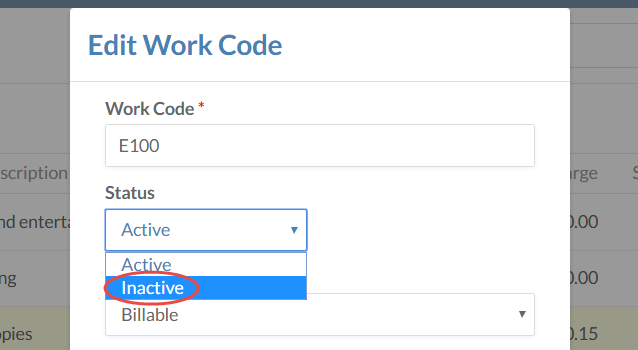 Edit Work Code
Work Code *
E100
scription
arge
S
Status
nd enterta
Active
0.00
Active
ng
Inactive
0.00
Billable
opies
0.15